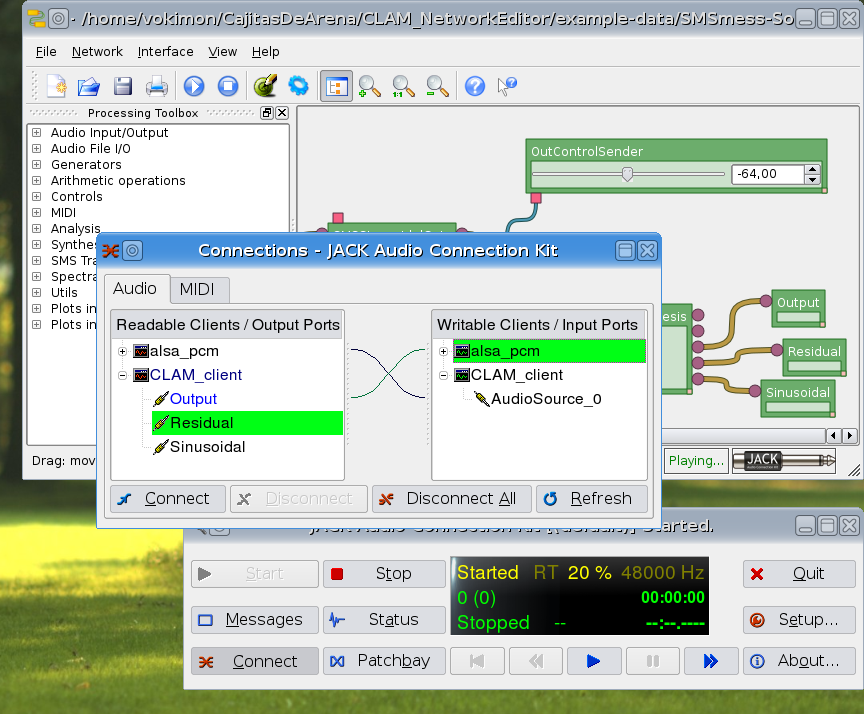 - /home/vokimon/CajitasDeArena/CLAM_NetworkEditor/example-data/SMSmess-So
File Network Interface View Help
1:1
Processing Toolbox
Audio Input/Output
Audio File I/O
Generators
Arithmetic operations
Controls
MIDI
Analysis
Synthes
SMS Tra
Spectra
Utils
Plots in
Plots in
Drag: mov
OutControlSender
-64,00
esis
Output
Residual
Sinusoidal
Playing...
JACK
Connections - JACK Audio Connection Kit
Audio MIDI
Readable Clients / Output Ports
alsa_pcm
CLAM_client
Output
Residual
Sinusoidal
Writable Clients / Input Ports
alsa_pcm
CLAM_client
AudioSource_0
Connect Disconnect Disconnect All Refresh
JACK Audio Connection Kit [(default)] Started.
Start Stop
Started RT 20 % 48000 Hz
0 (0) 00:00:00
Stopped -- --:--.----
Quit
Messages Status Setup...
Connect Patchbay About...